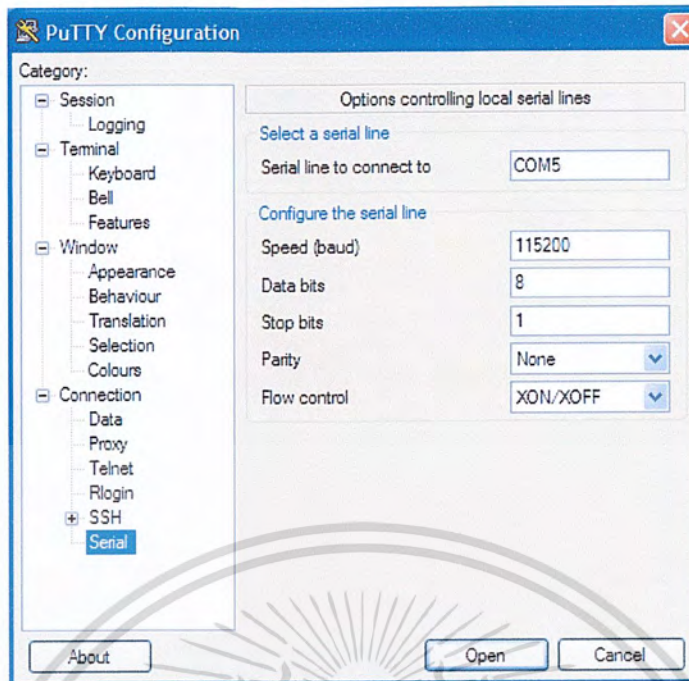 PuTTY Configuration
Category:
Session
Logging
Terminal
Keyboard
Bell
Features
Window
Appearance
Behaviour
Translation
Selection
Colours
Connection
Data
Proxy
Telnet
Rlogin
SSH
Serial
Options controlling local serial lines
Select a serial line
Serial line to connect to COM5
Configure the serial line
Speed (baud) 115200
Data bits 8
Stop bits 1
Parity None
Flow control XON/XOFF
About Open Cancel